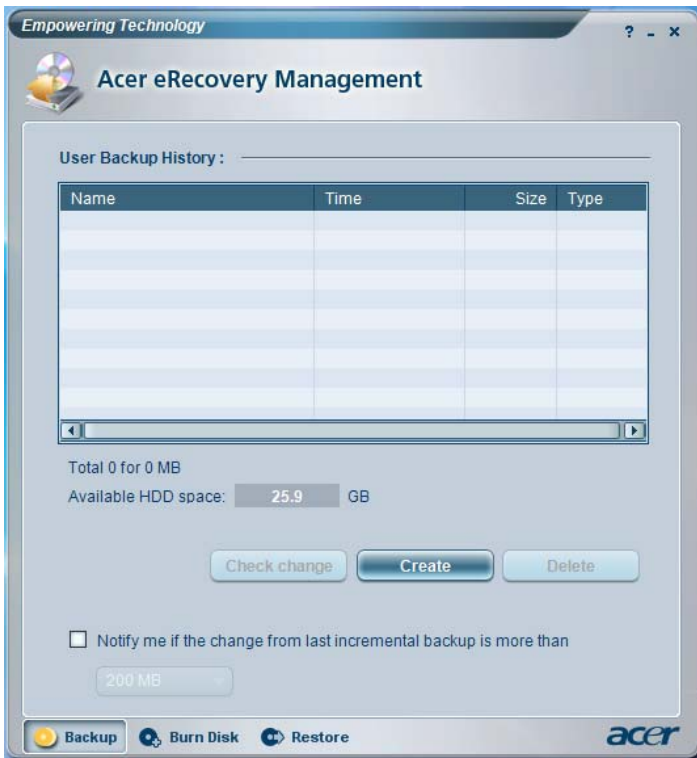 Empowering Technology
? - ×
Acer eRecovery Management
User Backup History :
Name Time Size Type
Total 0 for 0 MB
Available HDD space: 25.9 GB
Check change Create Delete
Notify me if the change from last incremental backup is more than
200 MB
Backup Burn Disk Restore acer